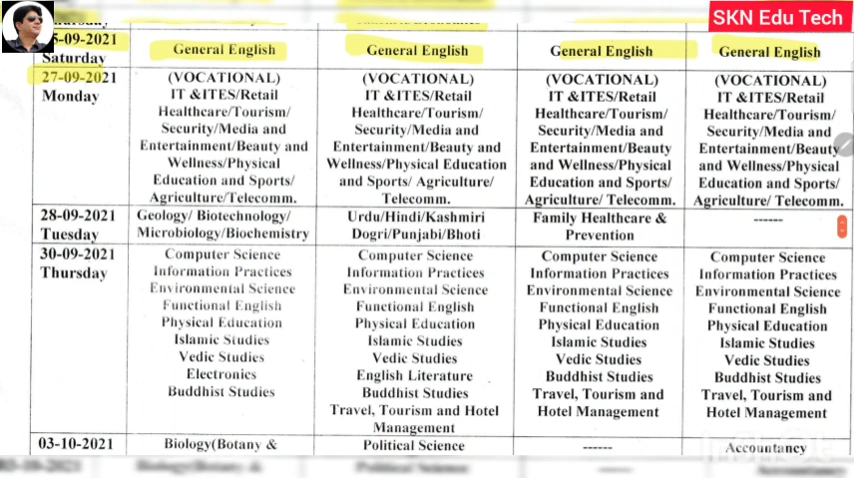 SKN Edu Tech
25-09-2021
Saturday
General English
General English
General English
General English
27-09-2021
Monday
(VOCATIONAL)
IT &ITES/Retail
Healthcare/Tourism/
Security/Media and
Entertainment/Beauty and
Wellness/Physical
Education and Sports/
Agriculture/Telecomm.
(VOCATIONAL)
IT &ITES/Retail
Healthcare/Tourism/
Security/Media and
Entertainment/Beauty and
Wellness/Physical Education
and Sports/ Agriculture/
Telecomm.
(VOCATIONAL)
IT &ITES/Retail
Healthcare/Tourism/
Security/Media and
Entertainment/Beauty
and Wellness/Physical
Education and Sports/
Agriculture/ Telecomm.
(VOCATIONAL)
IT &ITES/Retail
Healthcare/Tourism/
Security/Media and
Entertainment/Beauty
and Wellness/Physical
Education and Sports/
Agriculture/ Telecomm.
28-09-2021
Tuesday
Geology/ Biotechnology/
Microbiology/Biochemistry
Urdu/Hindi/Kashmiri
Dogri/Punjabi/Bhoti
Family Healthcare &
Prevention
------
30-09-2021
Thursday
Computer Science
Information Practices
Environmental Science
Functional English
Physical Education
Islamic Studies
Vedic Studies
Electronics
Buddhist Studies
Computer Science
Information Practices
Environmental Science
Functional English
Physical Education
Islamic Studies
Vedic Studies
English Literature
Buddhist Studies
Travel, Tourism and Hotel
Management
Computer Science
Information Practices
Environmental Science
Functional English
Physical Education
Islamic Studies
Vedic Studies
Buddhist Studies
Travel, Tourism and
Hotel Management
Computer Science
Information Practices
Environmental Science
Functional English
Physical Education
Islamic Studies
Vedic Studies
Buddhist Studies
Travel, Tourism and
Hotel Management
03-10-2021
Biology(Botany &
Political Science
------
Accountancy